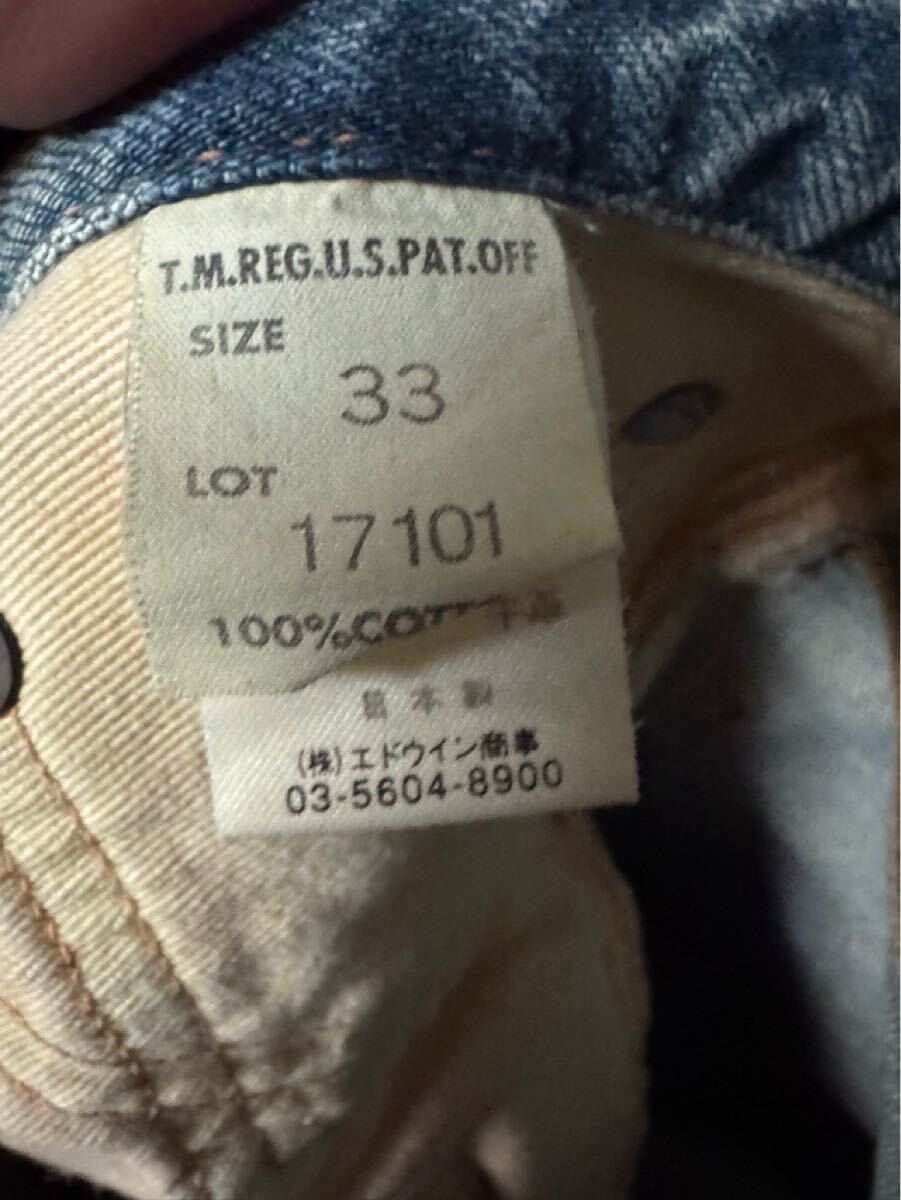 T.M.REG.U.S.PAT.OFF
SIZE
33
LOT
17101
100%COTT
日本製
(株)エドウイン商事
03-5604-8900